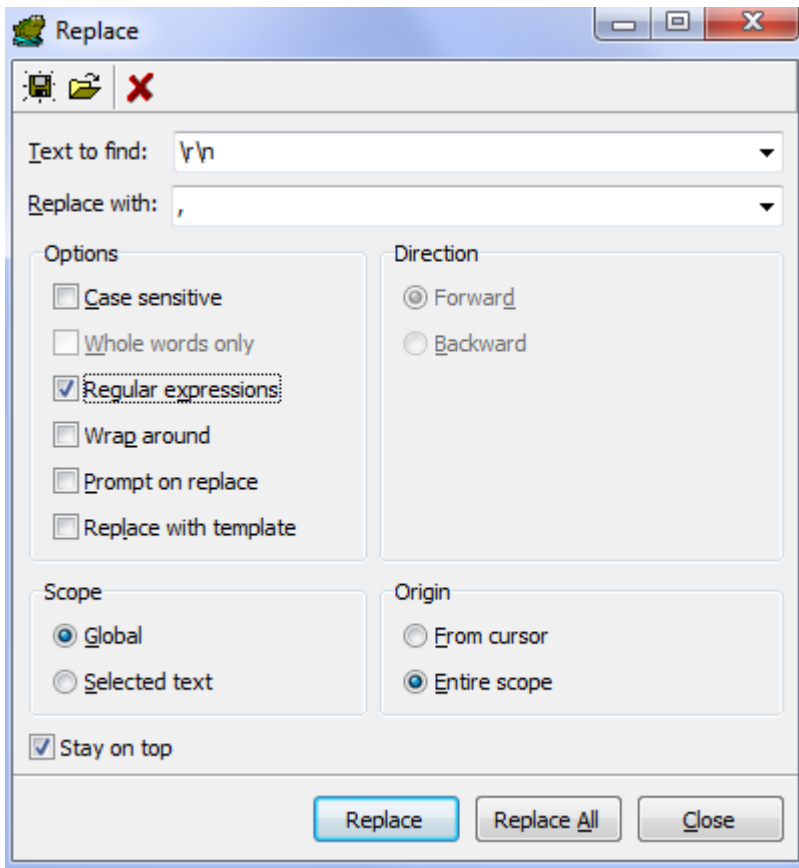 Replace
Text to find: \r\n
Replace with: ,
Options
Case sensitive
Whole words only
Regular expressions
Wrap around
Prompt on replace
Replace with template
Direction
Forward
Backward
Scope
Global
Selected text
Origin
From cursor
Entire scope
Stay on top
Replace Replace All Close